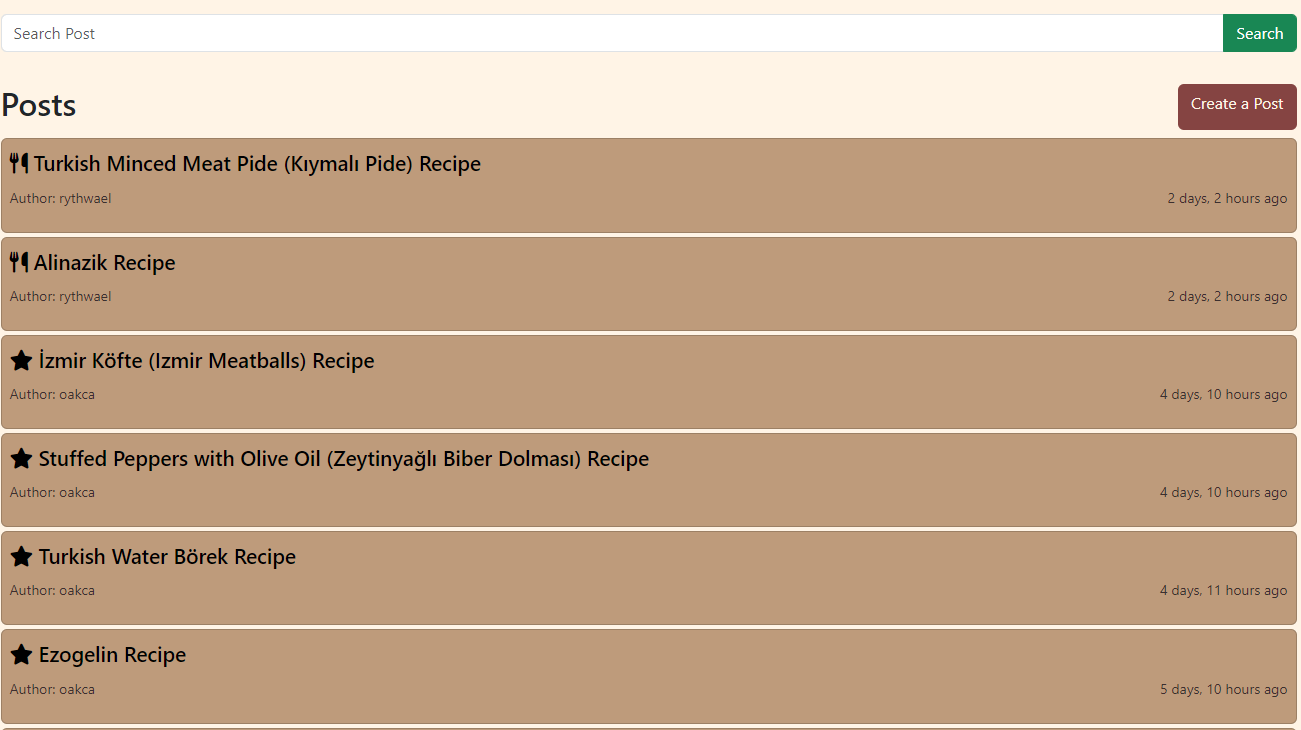 Search Post
Search
Posts
Create a Post
Turkish Minced Meat Pide (Kıymalı Pide) Recipe
Author: rythwael
2 days, 2 hours ago
Alinazik Recipe
Author: rythwael
2 days, 2 hours ago
İzmir Köfte (Izmir Meatballs) Recipe
Author: oakca
4 days, 10 hours ago
Stuffed Peppers with Olive Oil (Zeytinyağlı Biber Dolması) Recipe
Author: oakca
4 days, 10 hours ago
Turkish Water Börek Recipe
Author: oakca
4 days, 11 hours ago
Ezogelin Recipe
Author: oakca
5 days, 10 hours ago